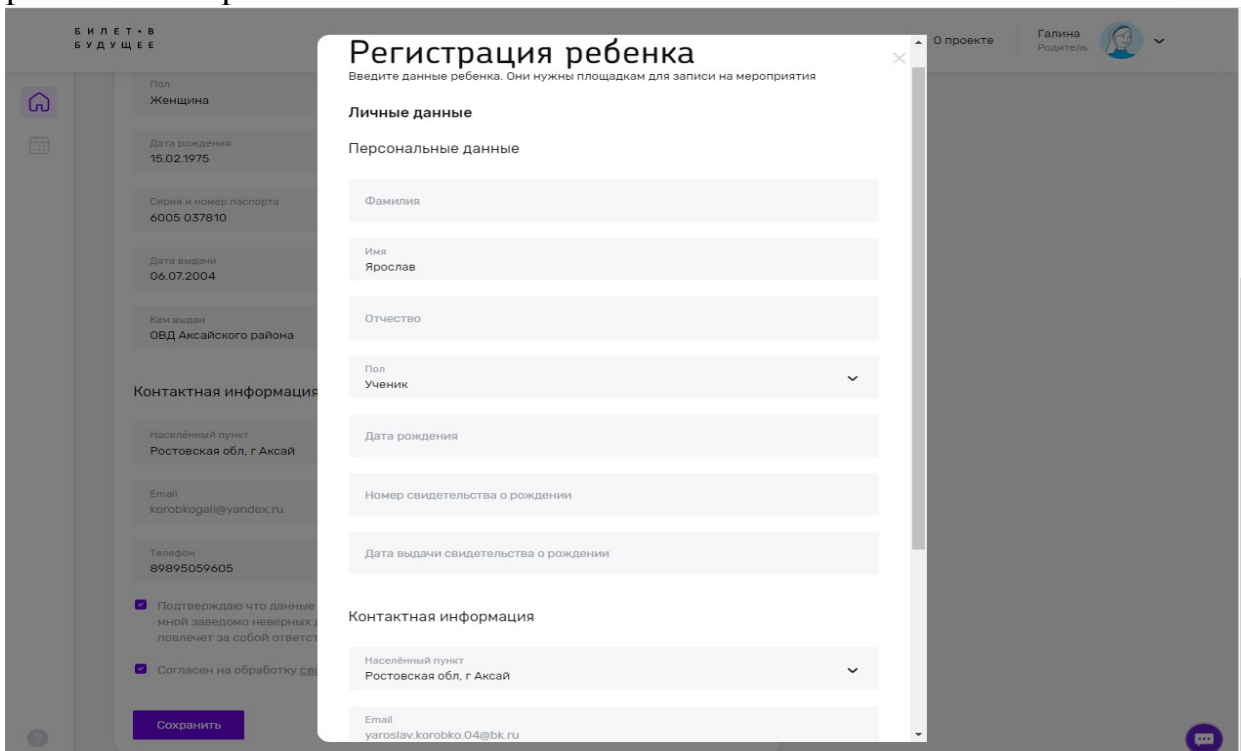 БИЛЕТ • В
БУДУЩЕЕ
О проекте
Галина
Родитель
Пол
Женщина
Дата рождения
15.02.1975
Серия и номер паспорта
6005 037810
Дата выдачи
06.07.2004
Кем выдан
ОВД Аксайского района
Контактная информация
Населённый пункт
Ростовская обл, г Аксай
Email
korobkogali@yandex.ru
Телефон
89895059605
Подтверждаю что данные
мной заведомо неверных
повлечет за собой
Согласен на обработку
Сохранить
Регистрация ребенка
Введите данные ребенка. Они нужны площадкам для записи на мероприятия
Личные данные
Персональные данные
Фамилия
Имя
Ярослав
Отчество
Пол
Ученик
Дата рождения
Номер свидетельства о рождении
Дата выдачи свидетельства о рождении
Контактная информация
Населённый пункт
Ростовская обл, г Аксай
Email
yaroslav.korobko.04@bk.ru